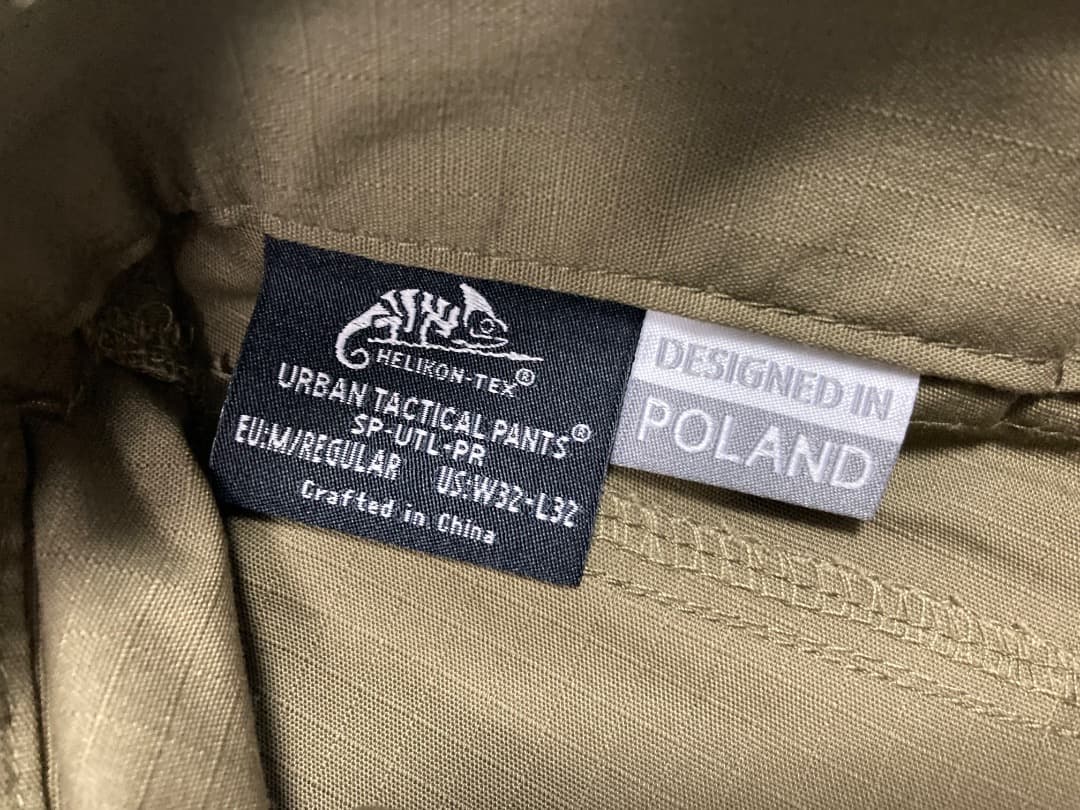 HELIKON-TEX®
URBAN TACTICAL PANTS®
SP-UTL-PR
EU:M/REGULAR US:W32-L32
Crafted in China
DESIGNED IN
POLAND